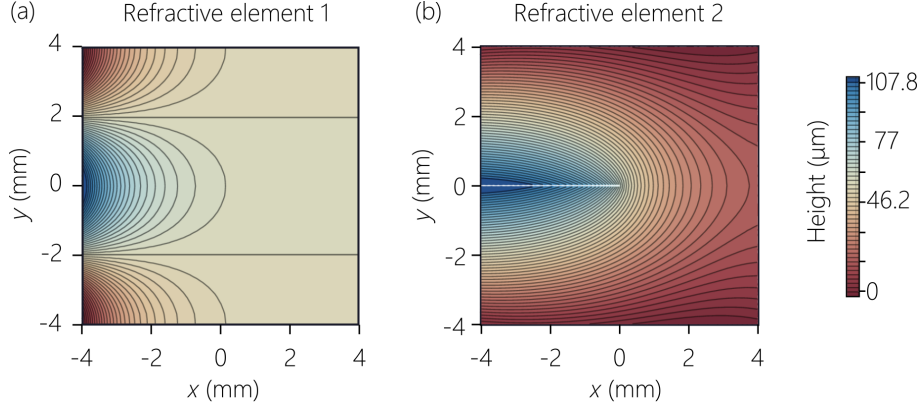 (a) Refractive element 1
4
2
0
-2
-4
y (mm)
-4 -2 0 2 4
x (mm)
(b) Refractive element 2
4
2
0
-2
-4
y (mm)
-4 -2 0 2 4
x (mm)
Height (μm)
107.8
77
46.2
0